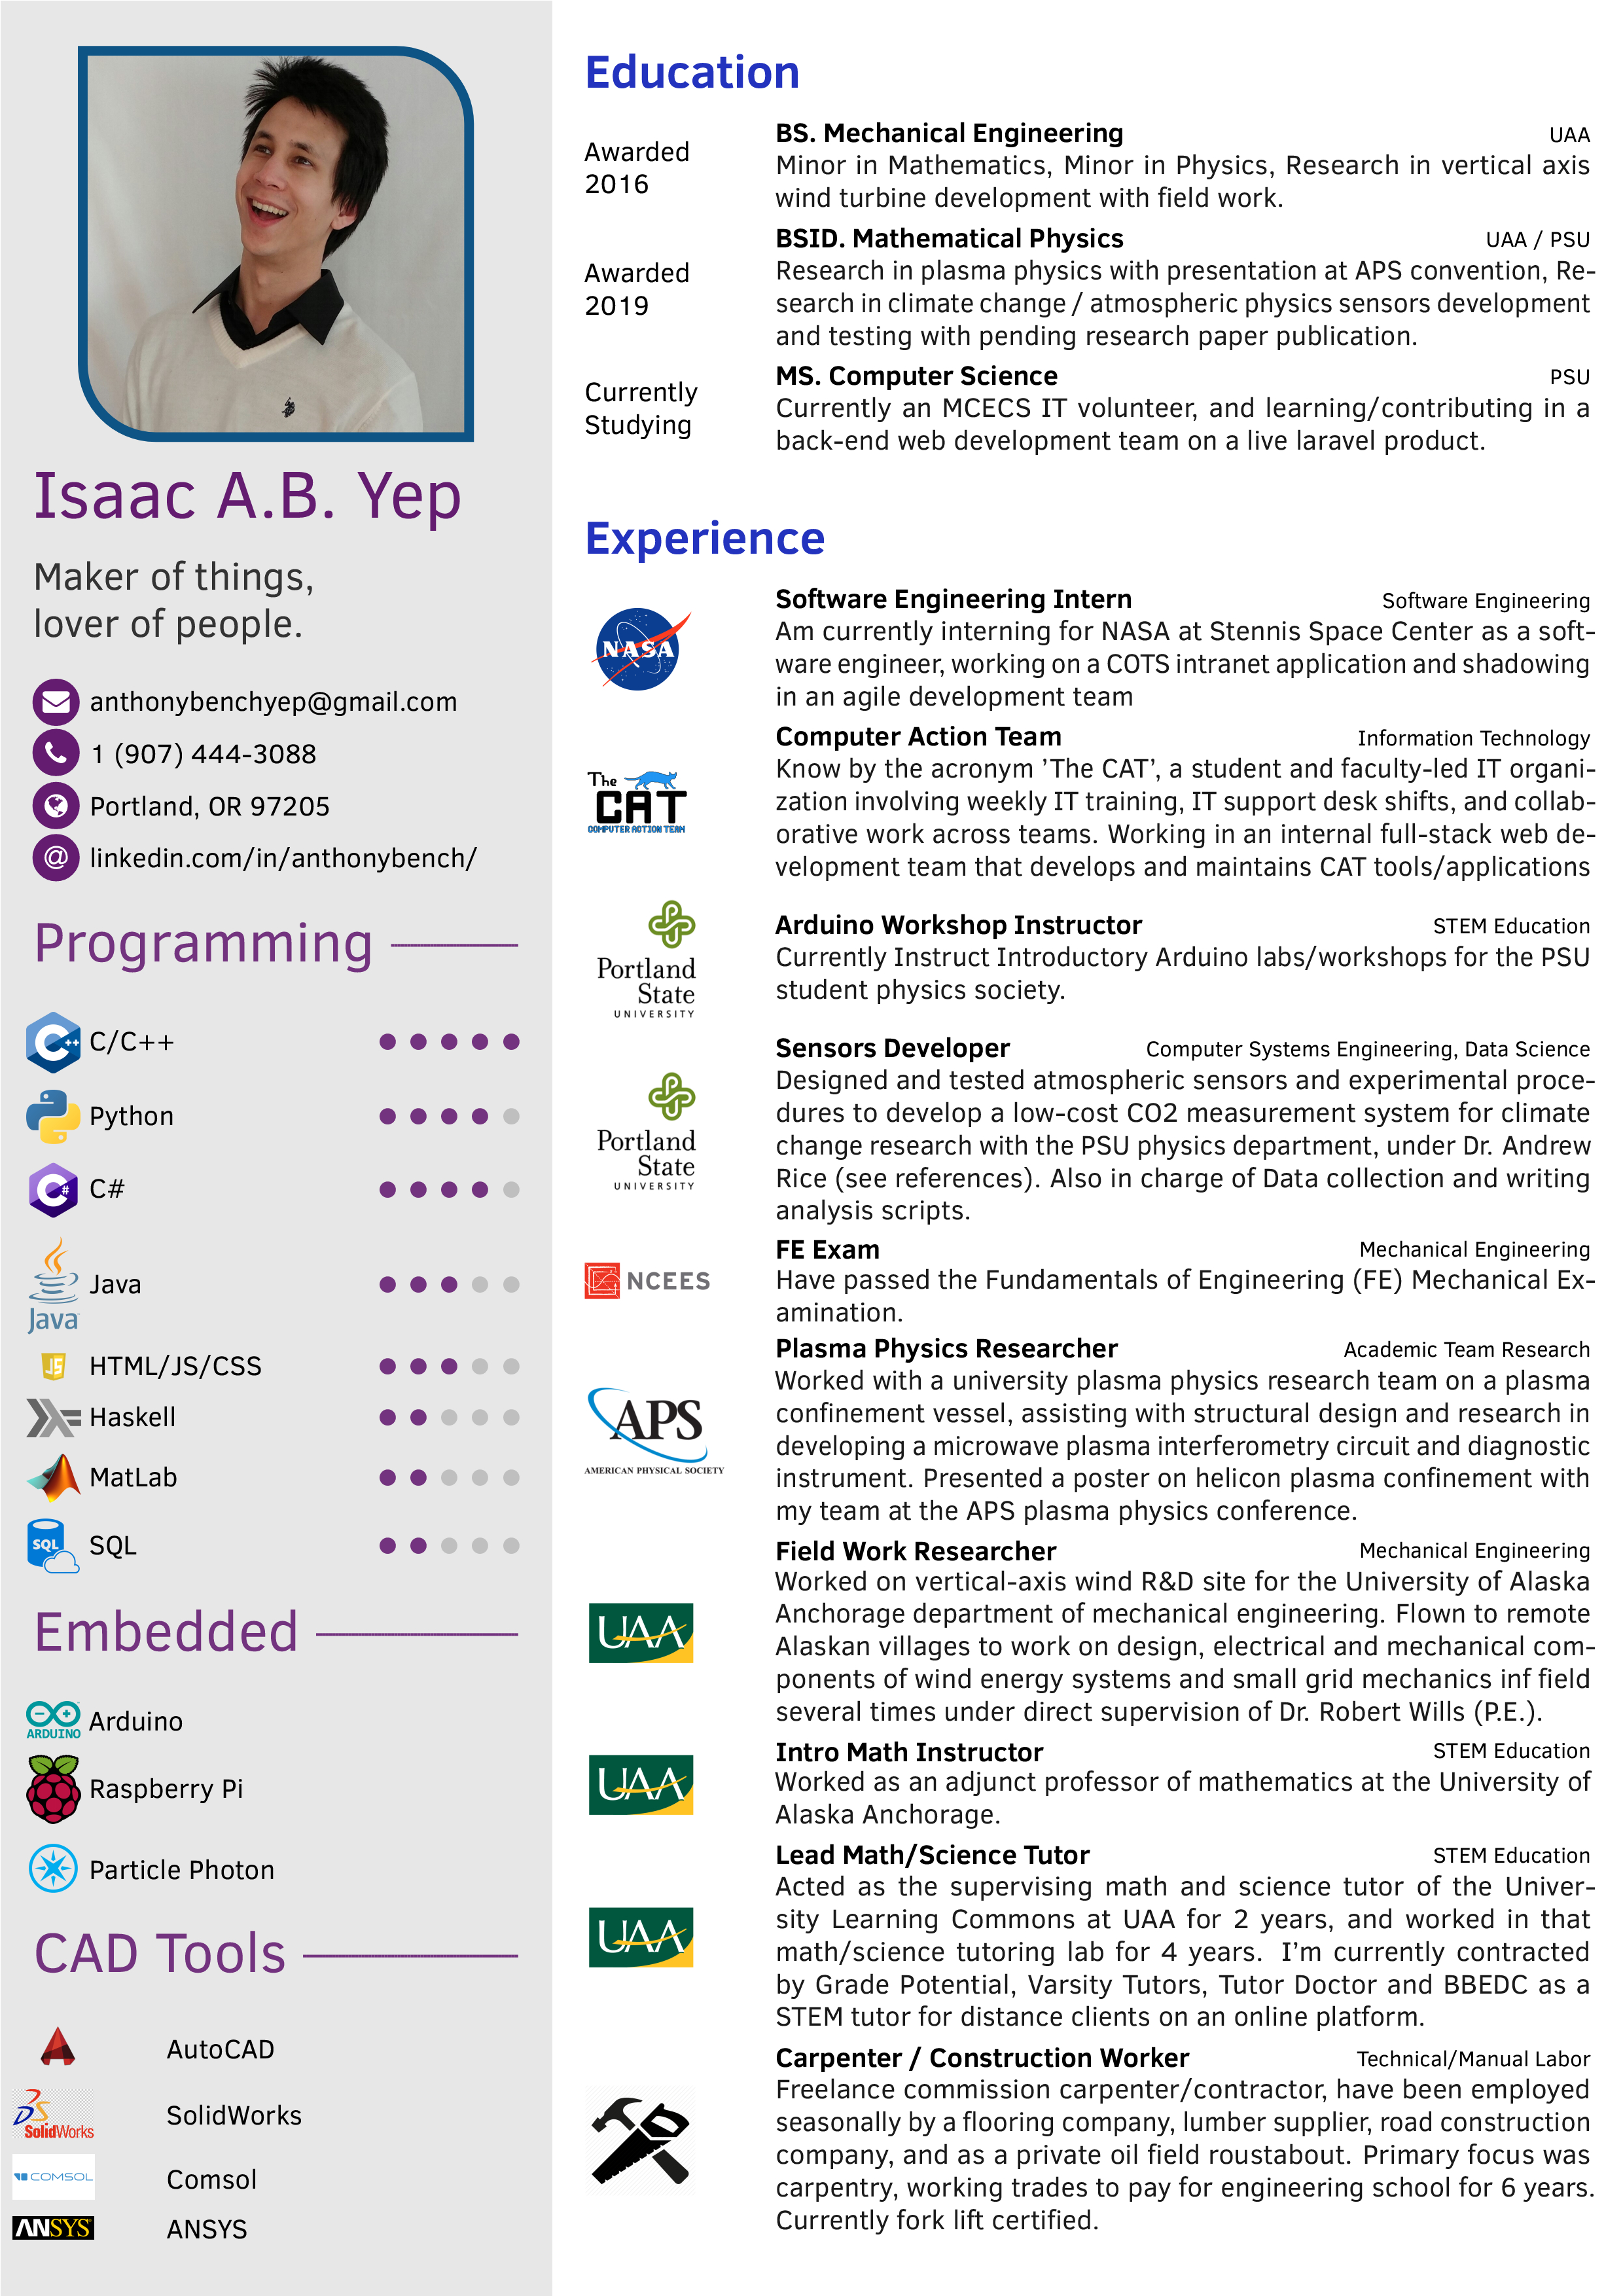 Isaac A.B. Yep
Maker of things,
lover of people.
anthonybenchyep@gmail.com
1 (907) 444-3088
Portland, OR 97205
@ linkedin.com/in/anthonybench/
Programming
C++ C/C++
Python
C# C#
Java
Java
JS HTML/JS/CSS
Haskell
MatLab
SQL SQL
Embedded
ARDUINO Arduino
Raspberry Pi
Particle Photon
CAD Tools
AutoCAD
DS
SolidWorks SolidWorks
COMSOL Comsol
ANSYS ANSYS
Education
Awarded
2016
BS. Mechanical Engineering UAA
Minor in Mathematics, Minor in Physics, Research in vertical axis
wind turbine development with field work.
Awarded
2019
BSID. Mathematical Physics UAA / PSU
Research in plasma physics with presentation at APS convention, Re-
search in climate change / atmospheric physics sensors development
and testing with pending research paper publication.
Currently
Studying
MS. Computer Science PSU
Currently an MCECS IT volunteer, and learning/contributing in a
back-end web development team on a live laravel product.
Experience
NASA
Software Engineering Intern Software Engineering
Am currently interning for NASA at Stennis Space Center as a soft-
ware engineer, working on a COTS intranet application and shadowing
in an agile development team
The
CAT
COMPUTER ACTION TEAM
Computer Action Team Information Technology
Know by the acronym ’The CAT’, a student and faculty-led IT organi-
zation involving weekly IT training, IT support desk shifts, and collab-
orative work across teams. Working in an internal full-stack web de-
velopment team that develops and maintains CAT tools/applications
Portland
State
UNIVERSITY
Arduino Workshop Instructor STEM Education
Currently Instruct Introductory Arduino labs/workshops for the PSU
student physics society.
Portland
State
UNIVERSITY
Sensors Developer Computer Systems Engineering, Data Science
Designed and tested atmospheric sensors and experimental proce-
dures to develop a low-cost CO2 measurement system for climate
change research with the PSU physics department, under Dr. Andrew
Rice (see references). Also in charge of Data collection and writing
analysis scripts.
NCEES
FE Exam Mechanical Engineering
Have passed the Fundamentals of Engineering (FE) Mechanical Ex-
amination.
APS
AMERICAN PHYSICAL SOCIETY
Plasma Physics Researcher Academic Team Research
Worked with a university plasma physics research team on a plasma
confinement vessel, assisting with structural design and research in
developing a microwave plasma interferometry circuit and diagnostic
instrument. Presented a poster on helicon plasma confinement with
my team at the APS plasma physics conference.
UAA
Field Work Researcher Mechanical Engineering
Worked on vertical-axis wind R&D site for the University of Alaska
Anchorage department of mechanical engineering. Flown to remote
Alaskan villages to work on design, electrical and mechanical com-
ponents of wind energy systems and small grid mechanics inf field
several times under direct supervision of Dr. Robert Wills (P.E.).
UAA
Intro Math Instructor STEM Education
Worked as an adjunct professor of mathematics at the University of
Alaska Anchorage.
UAA
Lead Math/Science Tutor STEM Education
Acted as the supervising math and science tutor of the Univer-
sity Learning Commons at UAA for 2 years, and worked in that
math/science tutoring lab for 4 years. I’m currently contracted
by Grade Potential, Varsity Tutors, Tutor Doctor and BBEDC as a
STEM tutor for distance clients on an online platform.
Carpenter / Construction Worker Technical/Manual Labor
Freelance commission carpenter/contractor, have been employed
seasonally by a flooring company, lumber supplier, road construction
company, and as a private oil field roustabout. Primary focus was
carpentry, working trades to pay for engineering school for 6 years.
Currently fork lift certified.